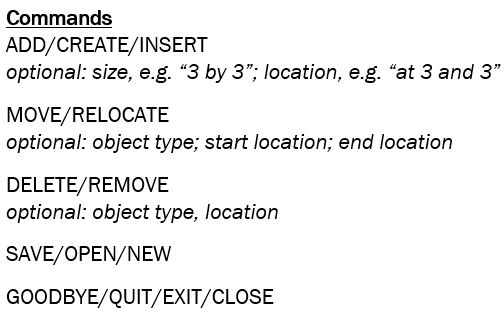 Commands
ADD/CREATE/INSERT
optional: size, e.g. “3 by 3”; location, e.g. “at 3 and 3”
MOVE/RELOCATE
optional: object type; start location; end location
DELETE/REMOVE
optional: object type, location
SAVE/OPEN/NEW
GOODBYE/QUIT/EXIT/CLOSE